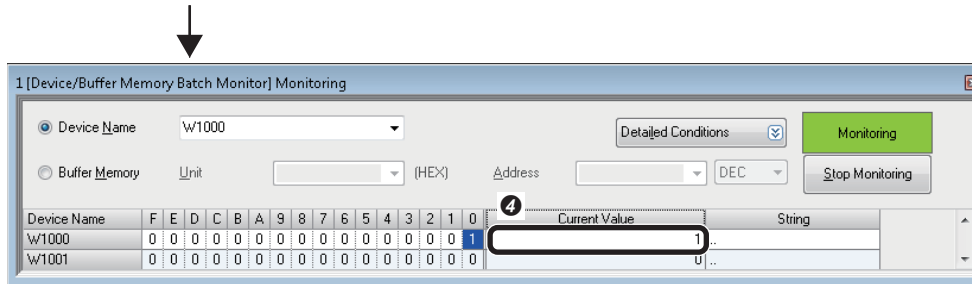 1 [Device/Buffer Memory Batch Monitor] Monitoring
Device Name W1000 Detailed Conditions Monitoring
Buffer Memory Unit (HEX) Address DEC Stop Monitoring
4
Device Name F E D C B A 9 8 7 6 5 4 3 2 1 0 Current Value String
W1000 0 0 0 0 0 0 0 0 0 0 0 0 0 0 0 1 1 ..
W1001 0 0 0 0 0 0 0 0 0 0 0 0 0 0 0 0 0 ..